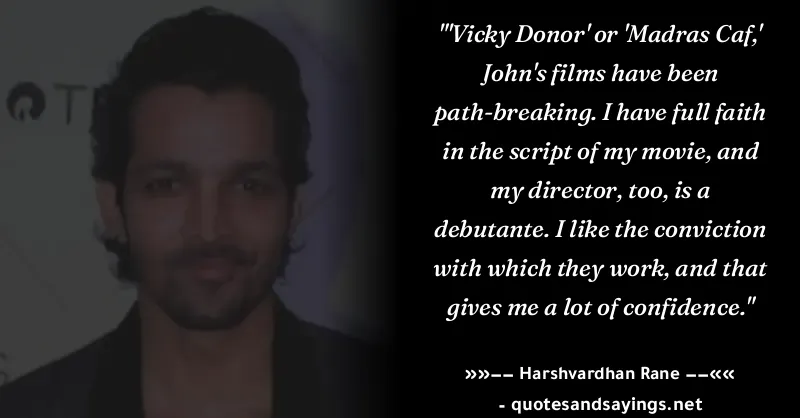 "'Vicky Donor' or 'Madras Caf,'
John's films have been
path-breaking. I have full faith
in the script of my movie, and
my director, too, is a
debutante. I like the conviction
with which they work, and that
gives me a lot of confidence."
»»–– Harshvardhan Rane ––««
- quotesandsayings.net